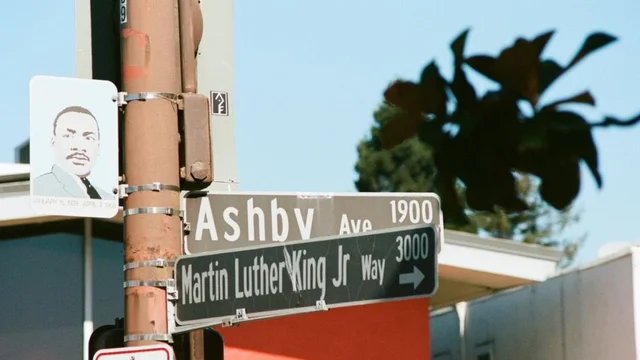 Ashby Ave 1900
Martin Luther King Jr Way 3000